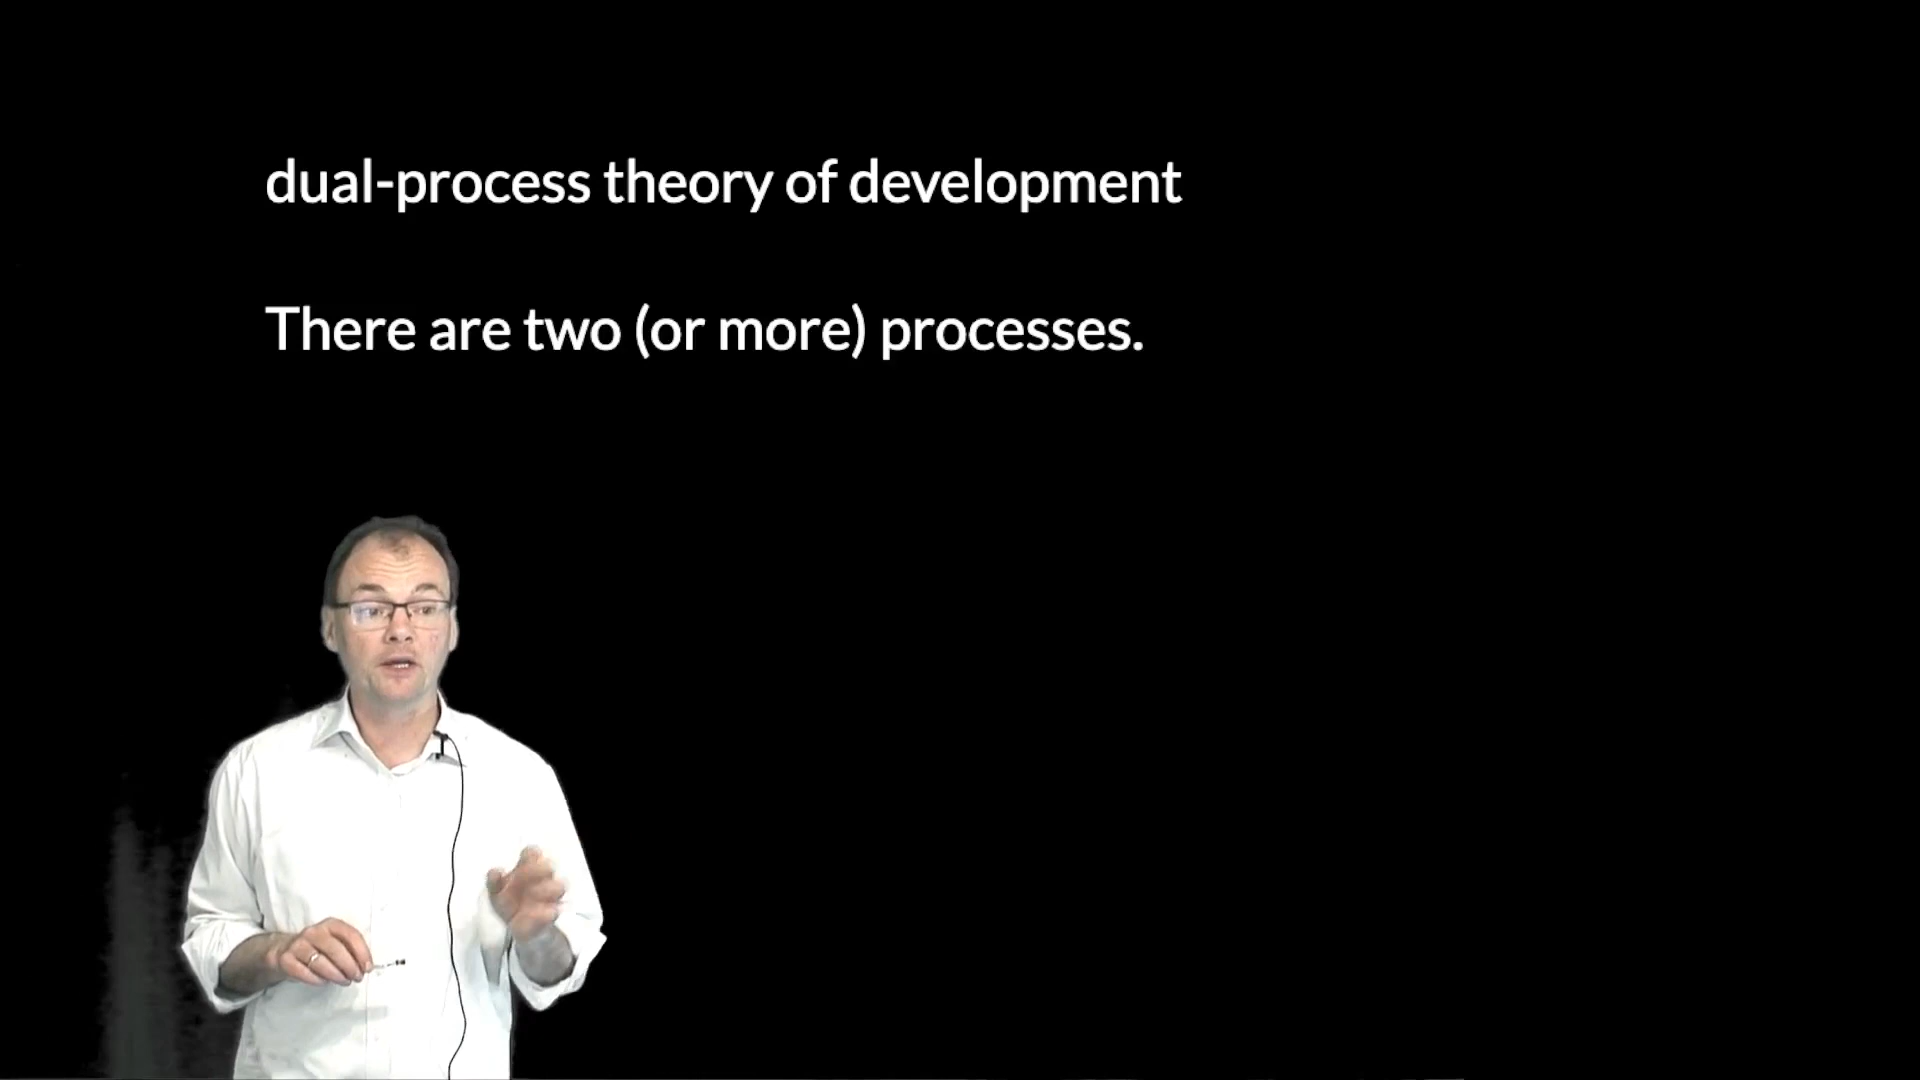 dual-process theory of development
There are two (or more) processes.